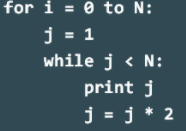 for i = 0 to N:
    j = 1
    while j < N:
        print j
        j = j * 2